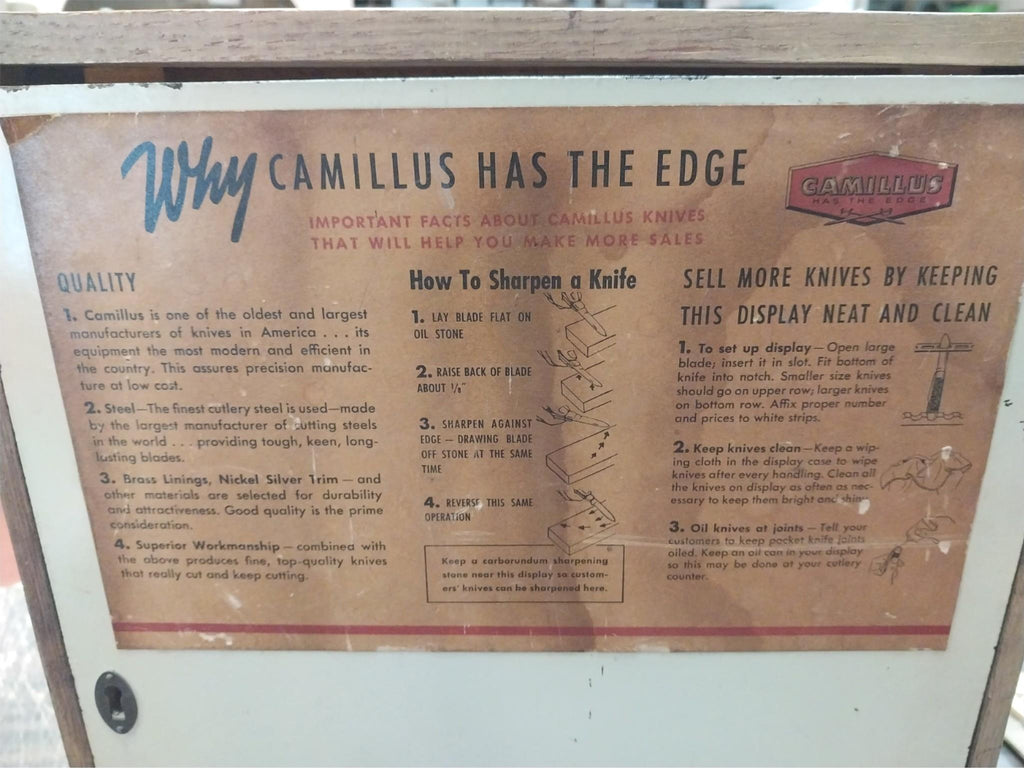 Why CAMILLUS HAS THE EDGE
IMPORTANT FACTS ABOUT CAMILLUS KNIVES
THAT WILL HELP YOU MAKE MORE SALES
CAMILLUS
HAS THE EDGE
QUALITY
1. Camillus is one of the oldest and largest
manufacturers of knives in America . . . its
equipment the most modern and efficient in
the country. This assures precision manufac-
ture at low cost.
2. Steel—The finest cutlery steel is used—made
by the largest manufacturer of cutting steels
in the world . . . providing tough, keen, long-
lasting blades.
3. Brass Linings, Nickel Silver Trim — and
other materials are selected for durability
and attractiveness. Good quality is the prime
consideration.
4. Superior Workmanship — combined with
the above produces fine, top-quality knives
that really cut and keep cutting.
How To Sharpen a Knife
1. LAY BLADE FLAT ON
OIL STONE
2. RAISE BACK OF BLADE
ABOUT 1/8"
3. SHARPEN AGAINST
EDGE — DRAWING BLADE
OFF STONE AT THE SAME
TIME
4. REVERSE THIS SAME
OPERATION
Keep a carborundum sharpening
stone near this display so custom-
ers' knives can be sharpened here.
SELL MORE KNIVES BY KEEPING
THIS DISPLAY NEAT AND CLEAN
1. To set up display — Open large
blade; insert it in slot. Fit bottom of
knife into notch. Smaller size knives
should go on upper row; larger knives
on bottom row. Affix proper number
and prices to white strips.
2. Keep knives clean — Keep a wip-
ing cloth in the display case to wipe
knives after every handling. Clean all
the knives on display as often as nec-
essary to keep them bright and shiny.
3. Oil knives at joints — Tell your
customers to keep pocket knife joints
oiled. Keep an oil can in your display
so this may be done at your cutlery
counter.